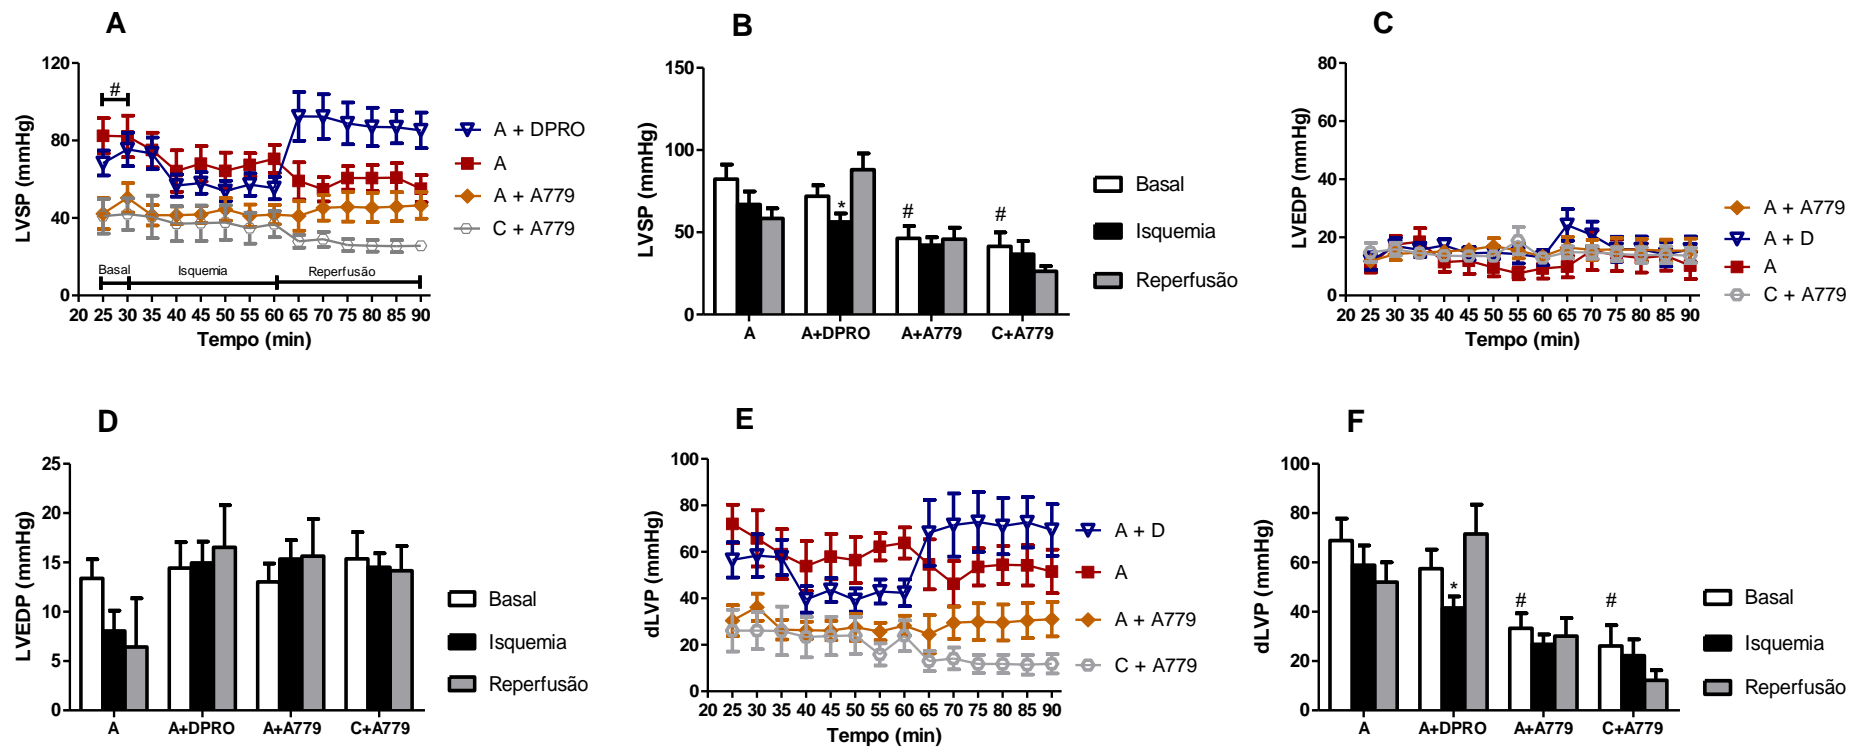 A
LVSP (mmHg)
120
80
40
0
#
Basal
Isquemia
Reperfusão
20 25 30 35 40 45 50 55 60 65 70 75 80 85 90
Tempo (min)
A + DPRO
A
A + A779
C + A779
B
LVSP (mmHg)
150
100
50
0
*
#
#
A A+DPRO A+A779 C+A779
Basal
Isquemia
Reperfusão
C
LVEDP (mmHg)
80
60
40
20
0
20 25 30 35 40 45 50 55 60 65 70 75 80 85 90
Tempo (min)
A + A779
A + D
A
C + A779
D
LVEDP (mmHg)
25
20
15
10
5
0
A A+DPRO A+A779 C+A779
Basal
Isquemia
Reperfusão
E
dLVP (mmHg)
100
80
60
40
20
0
20 25 30 35 40 45 50 55 60 65 70 75 80 85 90
Tempo (min)
A + D
A
A + A779
C + A779
F
dLVP (mmHg)
100
80
60
40
20
0
*
#
#
A A+DPRO A+A779 C+A779
Basal
Isquemia
Reperfusão